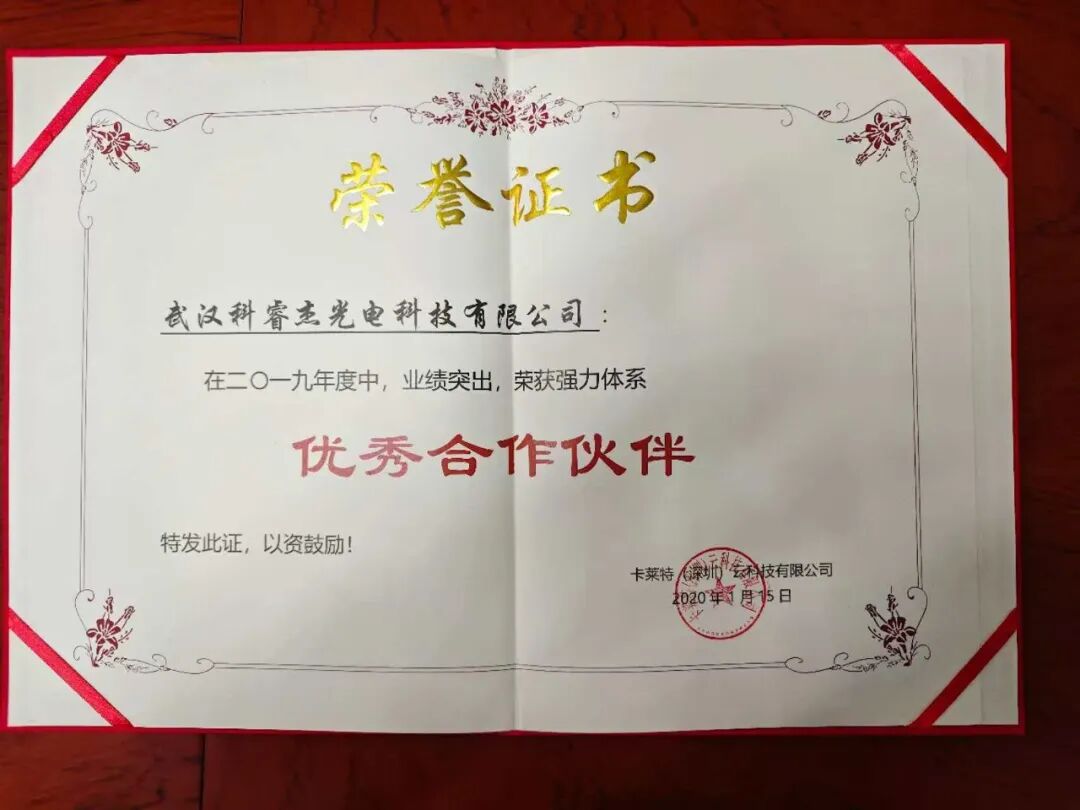 荣誉证书
武汉科睿杰光电科技有限公司：
在二〇一九年度中，业绩突出，荣获强力体系
优秀合作伙伴
特发此证，以资鼓励！
卡莱特（深圳）云科技有限公司
2020年1月15日